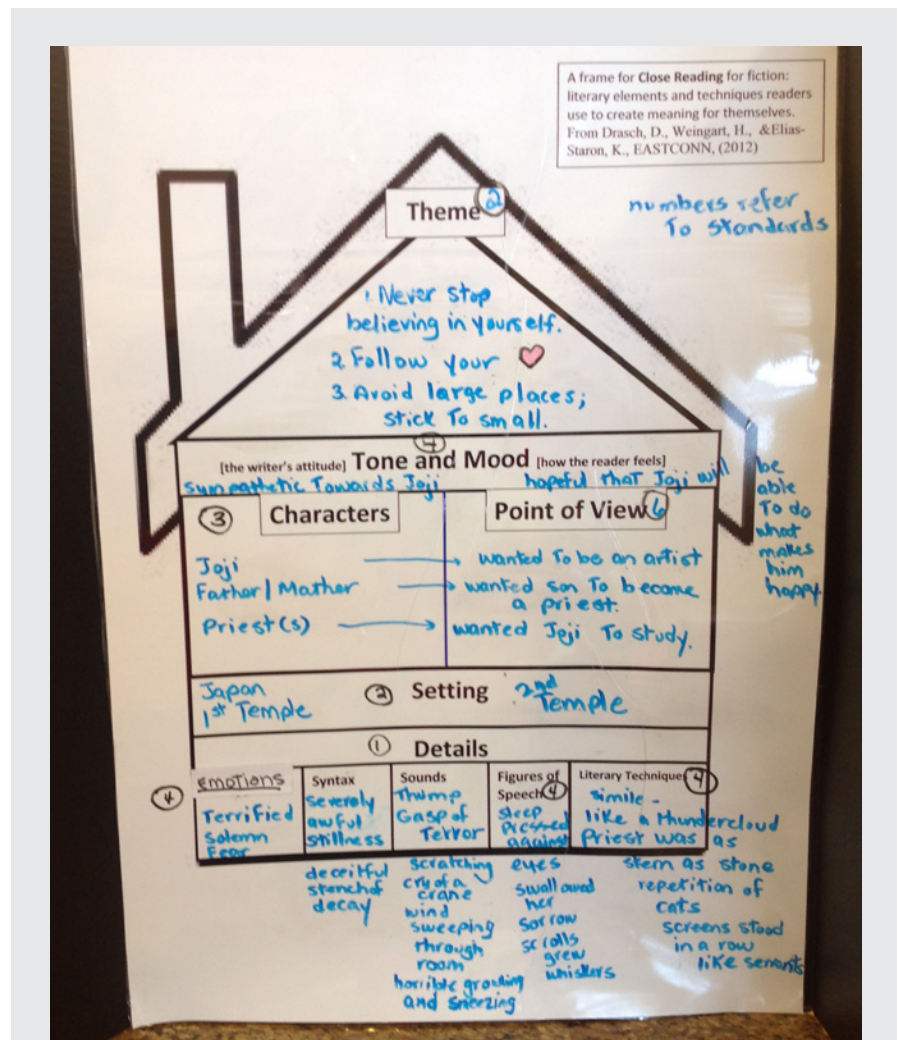 A frame for Close Reading for fiction:
literary elements and techniques readers
use to create meaning for themselves.
From Drasch, D., Weingart, H., &Elias-
Staron, K., EASTCONN, (2012)
numbers refer
To standards
Theme 2
1. Never stop
believing in yourself.
2. Follow your
3. Avoid large places;
stick To small.
4
[the writer's attitude] Tone and Mood [how the reader feels]
sympathetic Towards Joji
hopeful that Joji will
be
able
To do
what
makes
him
happy
3 Characters
Point of View 6
Joji
wanted To be an artist
Father/Mother
wanted son To become
a priest.
Priest(s)
wanted Joji To study.
Japan
1st Temple
3 Setting
2nd
Temple
1 Details
4
EMOTIONS
Terrified
Solemn
Fear
Syntax
severely
awful
stillness
deceitful
stench of
decay
Sounds
Thump
Gasp of
Terror
scratching
cry of a
crane
wind
sweeping
through
room
horrible growling
and sneezing
Figures of
Speech 4
sleep
pressed
against
eyes
swallowed
her
sorrow
scrolls
grew
whiskers
Literary Technique 4
simile -
like a thundercloud
Priest was as
stern as stone
repetition of
cats
screens stood
in a row
like servants